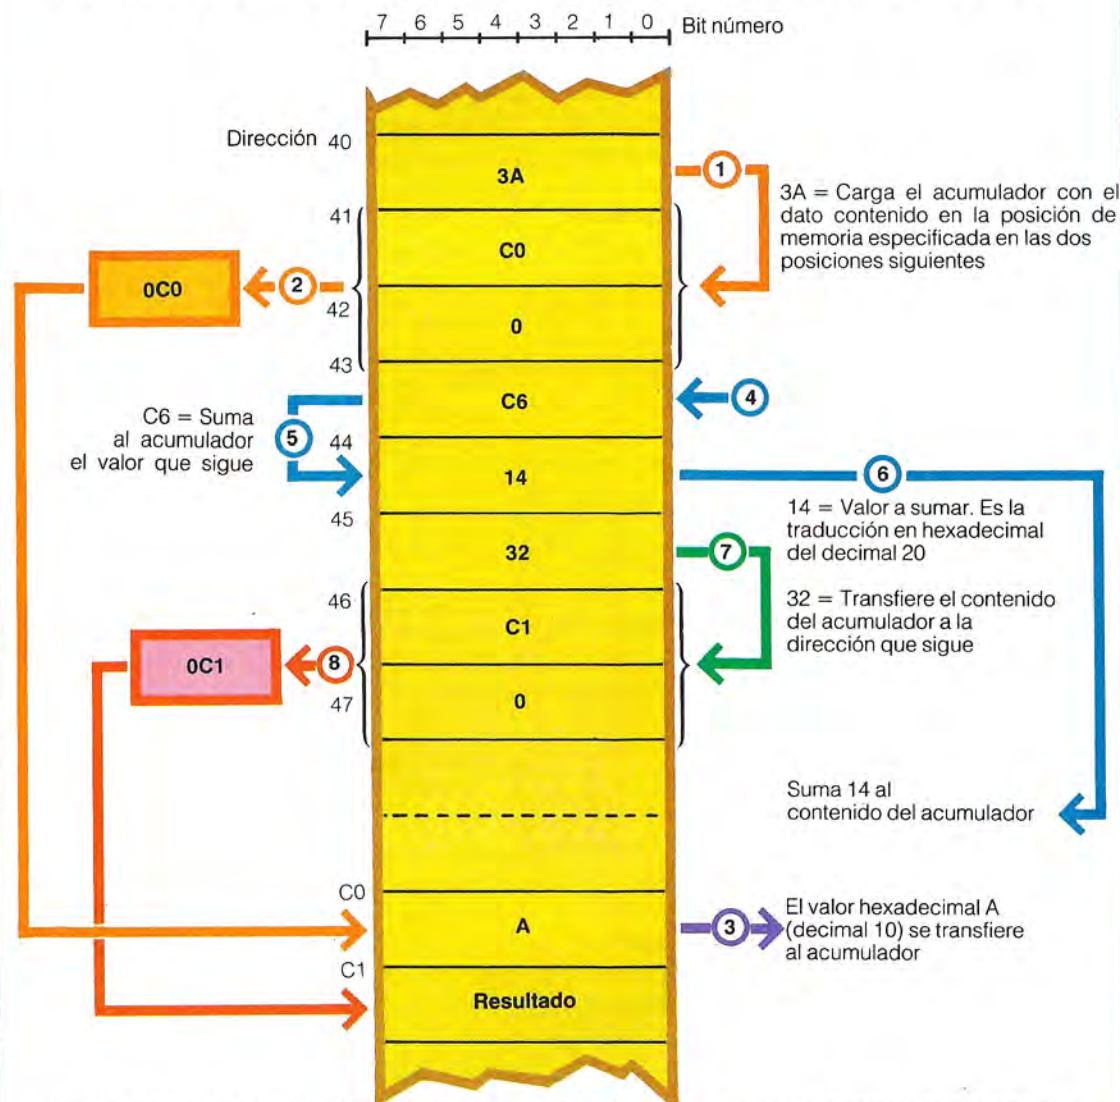 7 6 5 4 3 2 1 0 Bit número
Dirección 40
3A
1
3A = Carga el acumulador con el
dato contenido en la posición de
memoria especificada en las dos
posiciones siguientes
41
C0
0C0
2
42
0
43
C6
4
C6 = Suma
al acumulador
el valor que sigue
5
44
14
6
14 = Valor a sumar. Es la
traducción en hexadecimal
del decimal 20
45
32
7
32 = Transfiere el contenido
del acumulador a la
dirección que sigue
46
C1
0C1
8
47
0
Suma 14 al
contenido del acumulador
C0
A
3
El valor hexadecimal A
(decimal 10) se transfiere
al acumulador
C1
Resultado